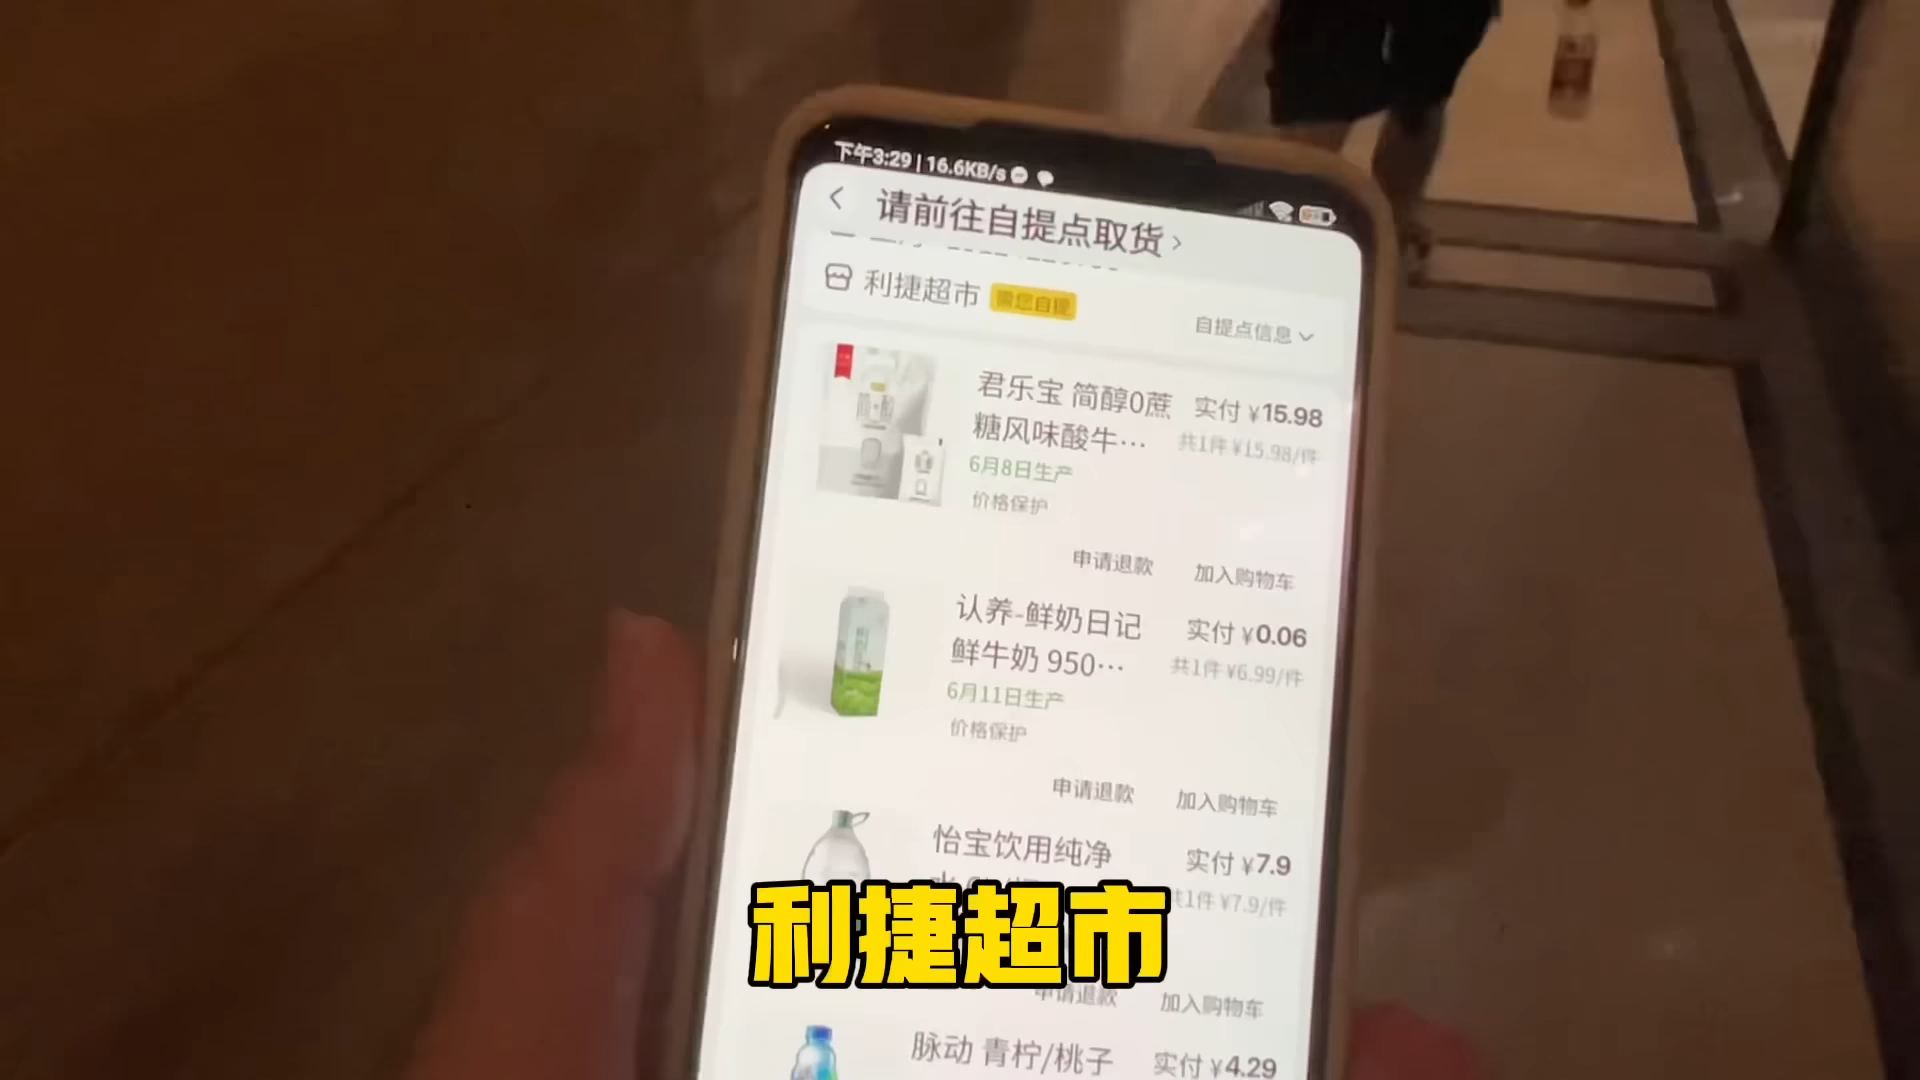 下午3:29 | 16.6KB/s
请前往自提点取货
利捷超市 需您自提
自提点信息
君乐宝 简醇0蔗 实付 ¥15.98
糖风味酸牛… 共1件 ¥15.98/件
6月8日生产
价格保护
申请退款 加入购物车
认养-鲜奶日记 实付 ¥0.06
鲜牛奶 950… 共1件 ¥6.99/件
6月11日生产
价格保护
申请退款 加入购物车
怡宝饮用纯净 实付 ¥7.9
共1件 ¥7.9/件
利捷超市
申请退款 加入购物车
脉动 青柠/桃子 实付 ¥4.29